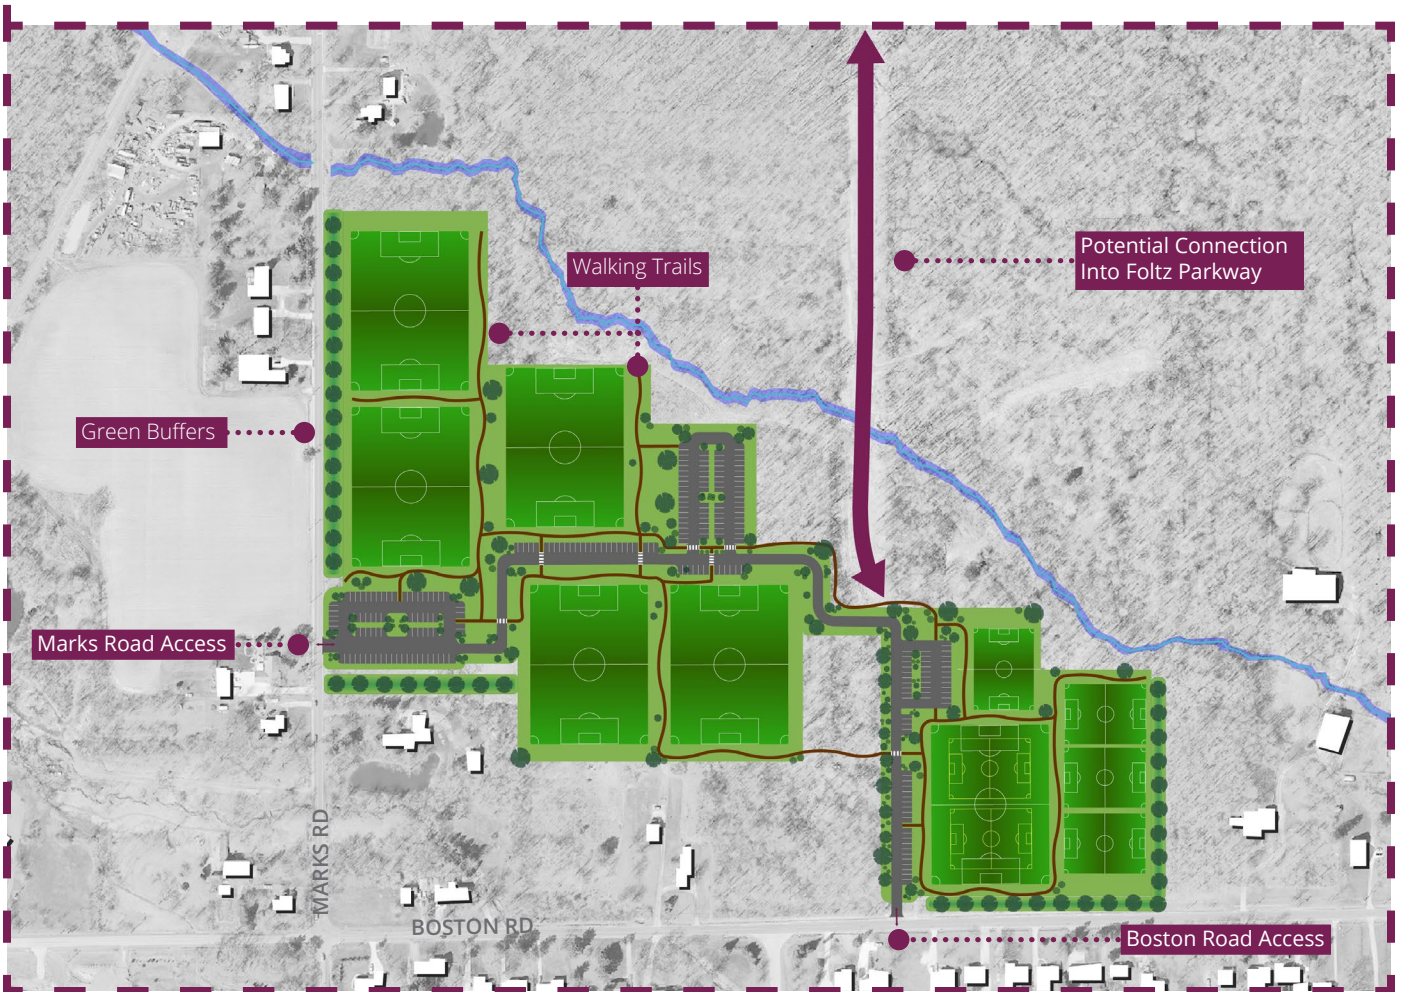 Potential Connection
Into Foltz Parkway
Walking Trails
Green Buffers
Marks Road Access
MARKS RD
BOSTON RD
Boston Road Access